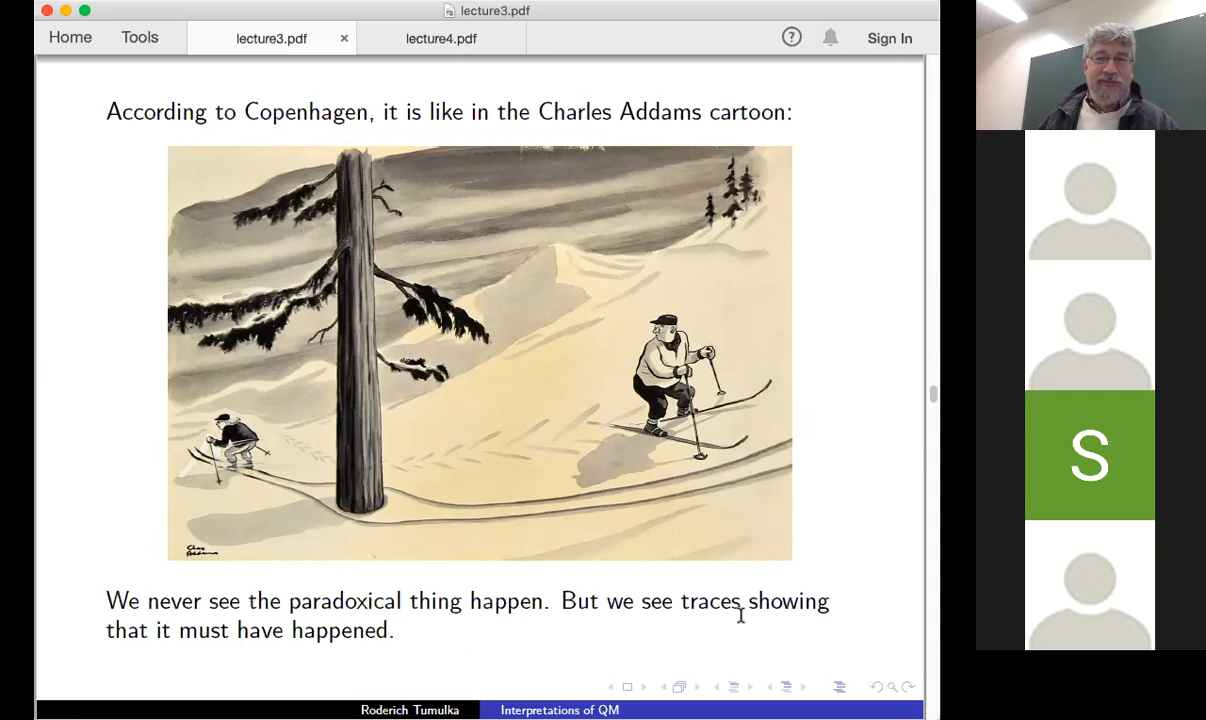 lecture3.pdf
Home Tools lecture3.pdf × lecture4.pdf ? Sign In
According to Copenhagen, it is like in the Charles Addams cartoon:
Chas
Addams
We never see the paradoxical thing happen. But we see traces showing
that it must have happened.
Roderich Tumulka Interpretations of QM
S